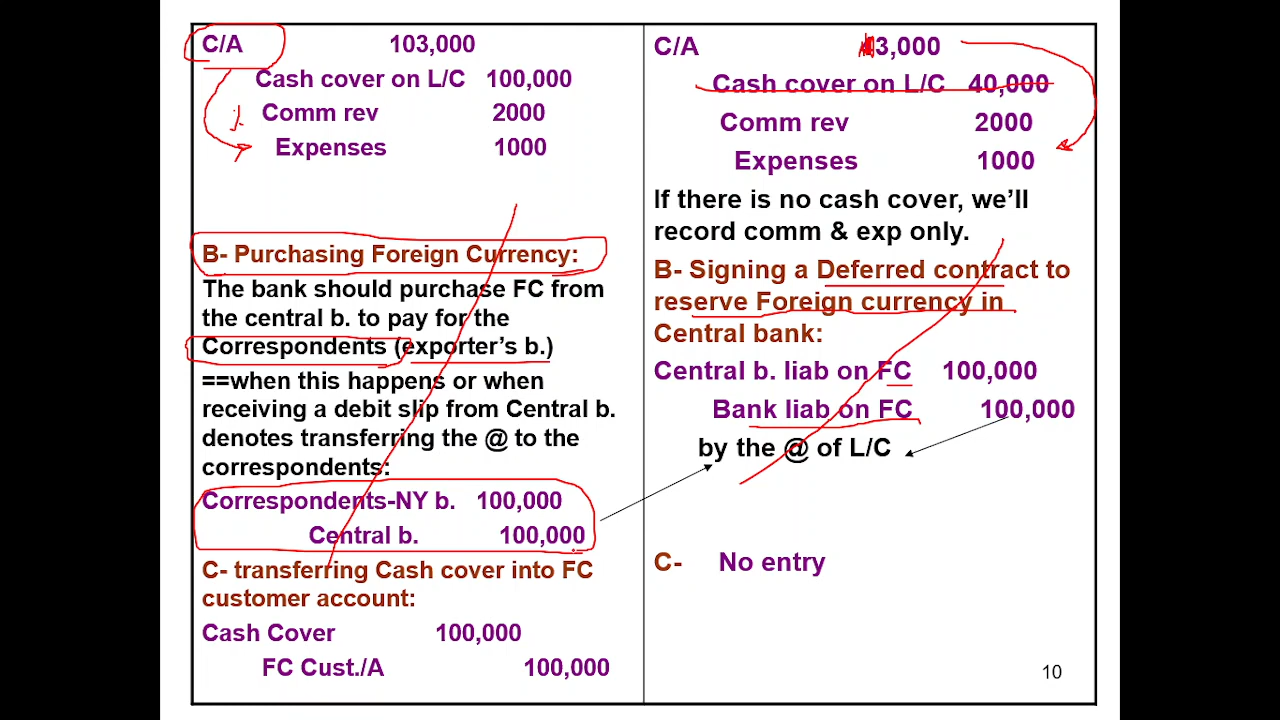 C/A 103,000
Cash cover on L/C 100,000
Comm rev 2000
Expenses 1000
B- Purchasing Foreign Currency:
The bank should purchase FC from
the central b. to pay for the
Correspondents (exporter's b.)
==when this happens or when
receiving a debit slip from Central b.
denotes transferring the @ to the
correspondents:
Correspondents-NY b. 100,000
Central b. 100,000
C- transferring Cash cover into FC
customer account:
Cash Cover 100,000
FC Cust./A 100,000
C/A 3,000
Cash cover on L/C 40,000
Comm rev 2000
Expenses 1000
If there is no cash cover, we'll
record comm & exp only.
B- Signing a Deferred contract to
reserve Foreign currency in
Central bank:
Central b. liab on FC 100,000
Bank liab on FC 100,000
by the @ of L/C
C- No entry
10